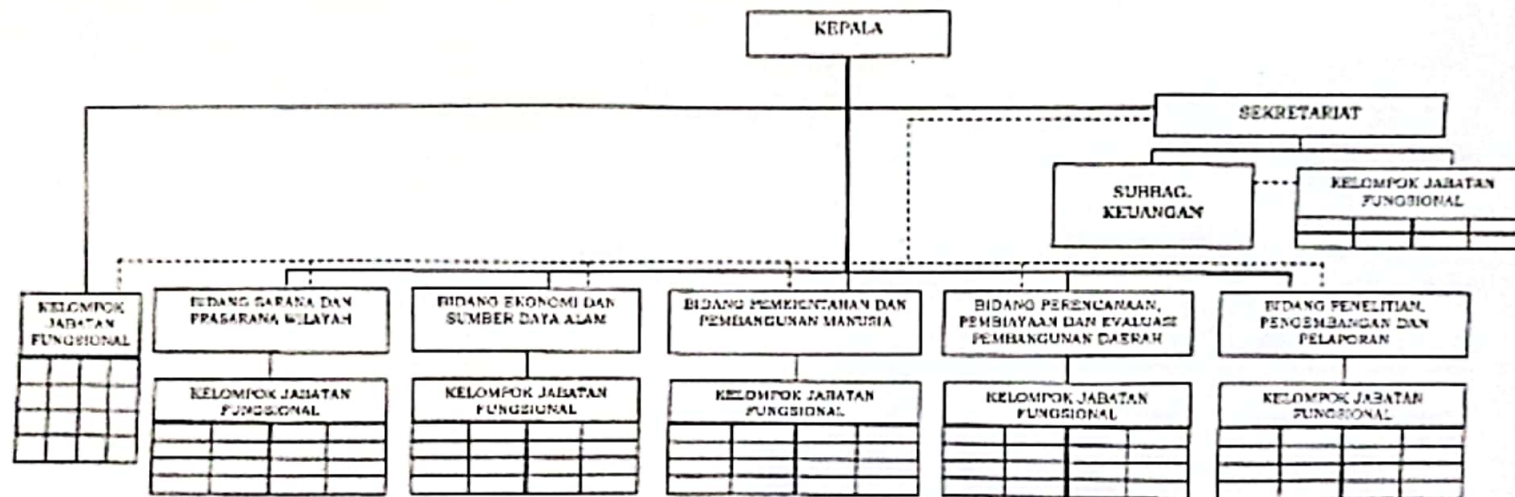 KEPALA
SEKRETARIAT
SUBBAG.
KEUANGAN
KELOMPOK JABATAN
FUNGSIONAL
KELOMPOK
JABATAN
FUNGSIONAL
BIDANG SARANA DAN
PRASARANA WILAYAH
BIDANG EKONOMI DAN
SUMBER DAYA ALAM
BIDANG PEMERINTAHAN DAN
PEMBANGUNAN MANUSIA
BIDANG PERENCANAAN,
PEMBIAYAAN DAN EVALUASI
PEMBANGUNAN DAERAH
BIDANG PENELITIAN,
PENGEMBANGAN DAN
PELAPORAN
KELOMPOK JABATAN
FUNGSIONAL
KELOMPOK JABATAN
FUNGSIONAL
KELOMPOK JABATAN
FUNGSIONAL
KELOMPOK JABATAN
FUNGSIONAL
KELOMPOK JABATAN
FUNGSIONAL